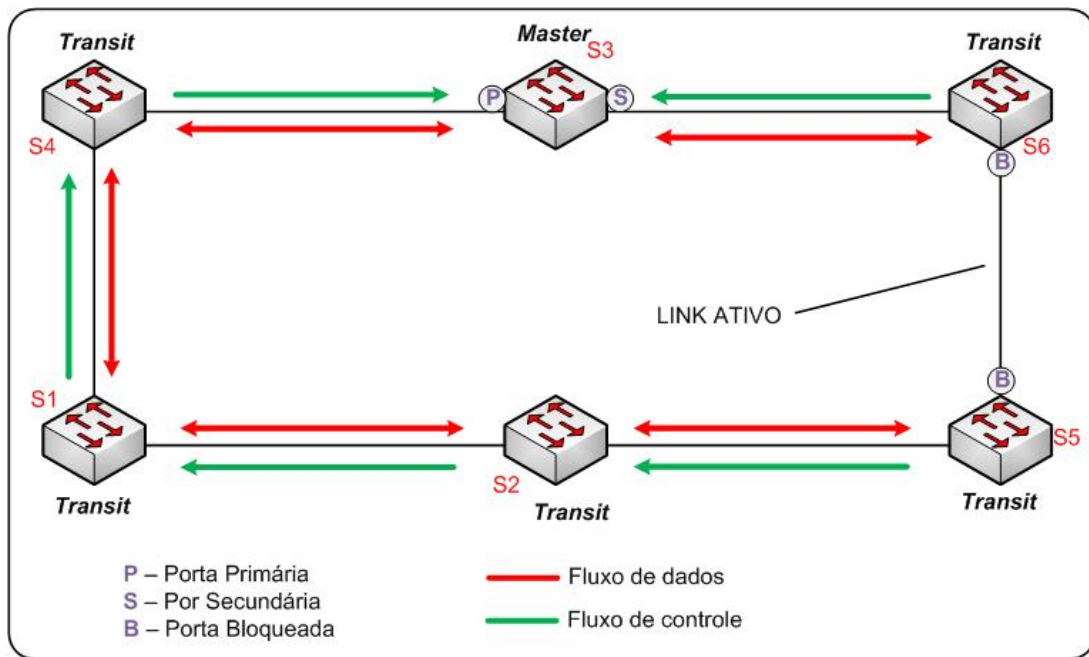 Transit
Master
S3
Transit
P
S
S4
S6
B
LINK ATIVO
B
S1
S5
S2
Transit
Transit
Transit
P – Porta Primária
S – Por Secundária
B – Porta Bloqueada
Fluxo de dados
Fluxo de controle